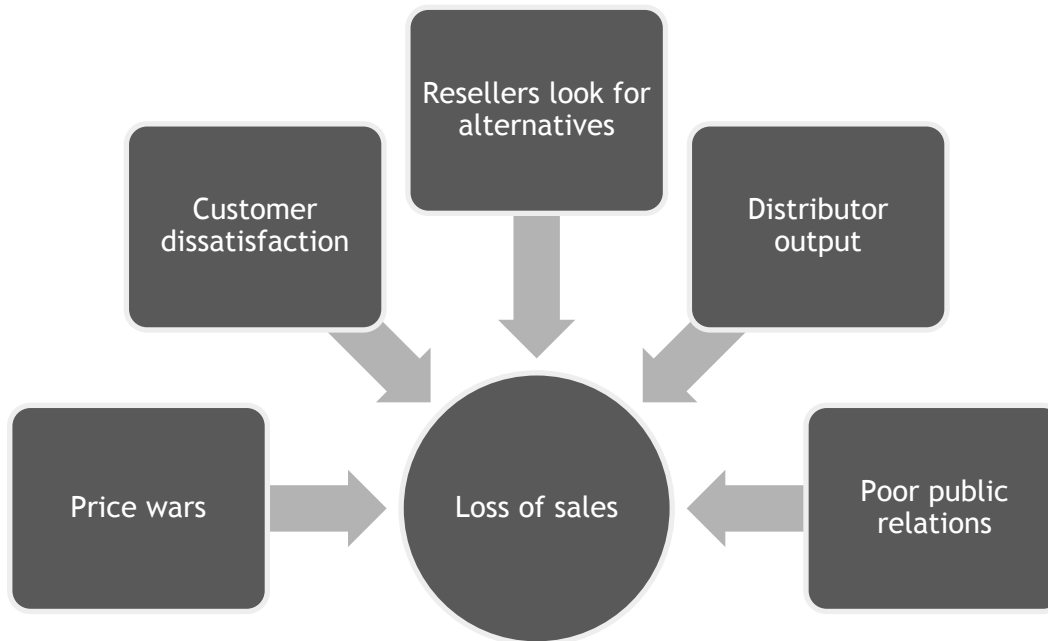 Resellers look for
alternatives
Customer
dissatisfaction
Distributor
output
Price wars
Loss of sales
Poor public
relations